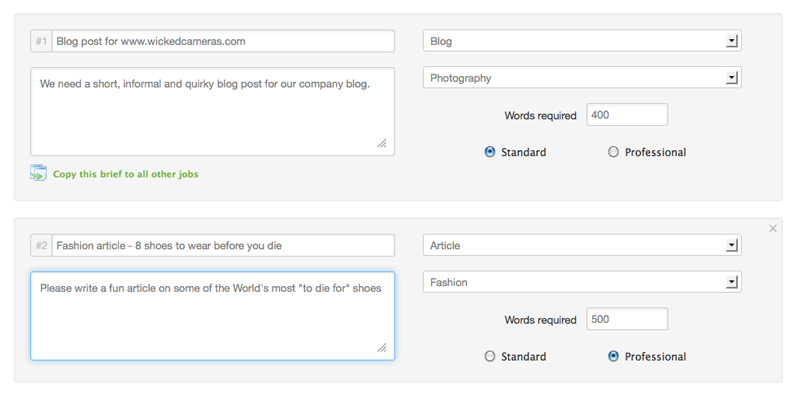 #1 Blog post for www.wickedcameras.com Blog
We need a short, informal and quirky blog post for our company blog. Photography
Words required 400
Standard Professional
Copy this brief to all other jobs
#2 Fashion article - 8 shoes to wear before you die Article
Please write a fun article on some of the World's most "to die for" shoes Fashion
Words required 500
Standard Professional